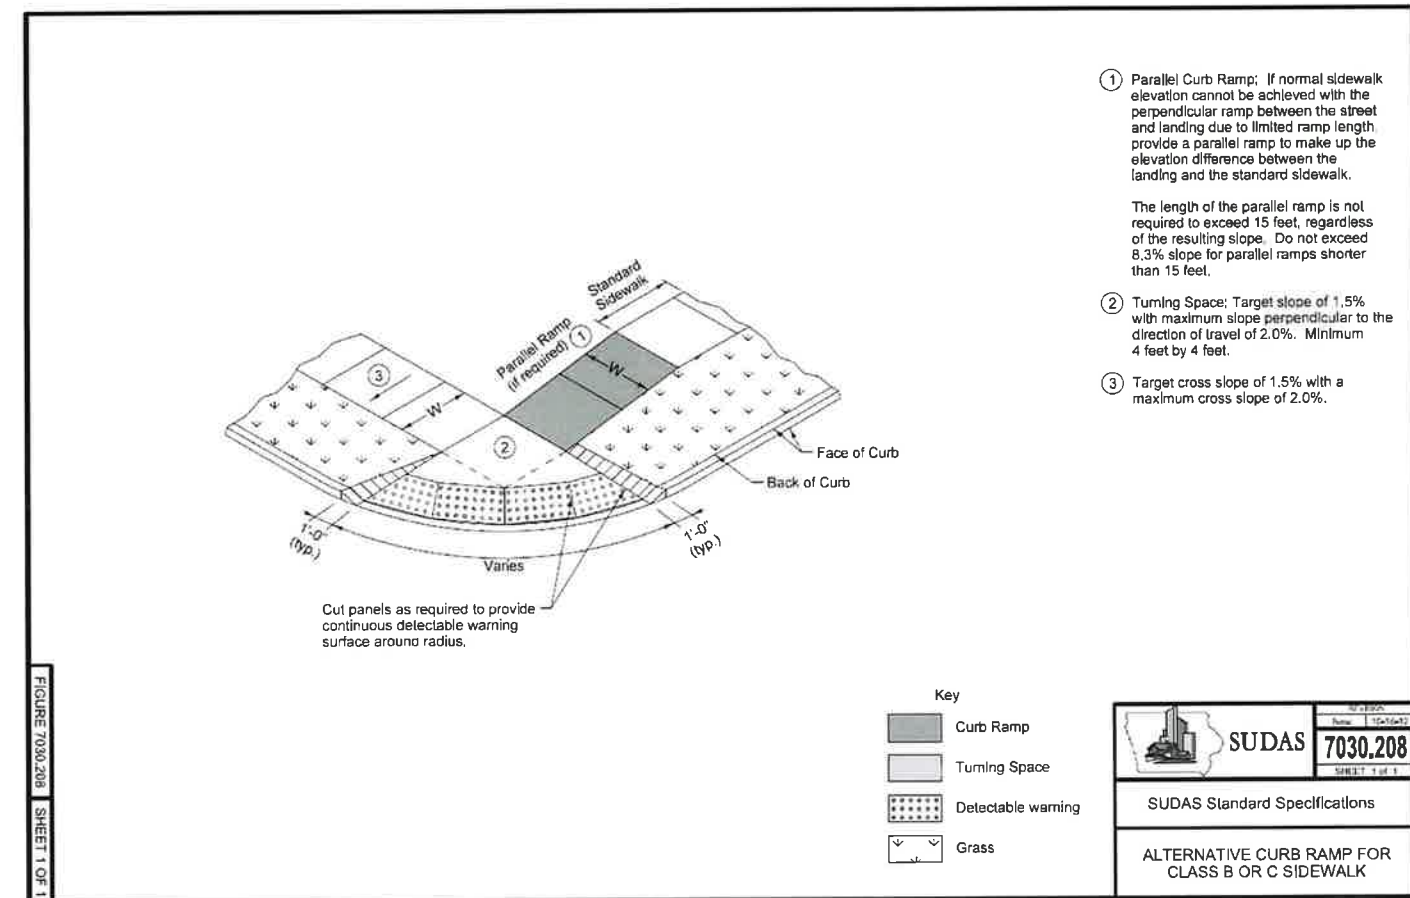 1 Parallel Curb Ramp; If normal sidewalk
elevation cannot be achieved with the
perpendicular ramp between the street
and landing due to limited ramp length
provide a parallel ramp to make up the
elevation difference between the
landing and the standard sidewalk.
The length of the parallel ramp is not
required to exceed 15 feet, regardless
of the resulting slope. Do not exceed
8.3% slope for parallel ramps shorter
than 15 feet.
2 Turning Space; Target slope of 1.5%
with maximum slope perpendicular to the
direction of travel of 2.0%. Minimum
4 feet by 4 feet.
3 Target cross slope of 1.5% with a
maximum cross slope of 2.0%.
Standard
Sidewalk
Parallel Ramp
(if required) 1
W
3
W
2
Face of Curb
Back of Curb
1'-0"
(typ.)
Varies
1'-0"
(typ.)
Cut panels as required to provide
continuous detectable warning
surface around radius.
Key
Curb Ramp
Turning Space
Detectable warning
Grass
FIGURE 7030.208 SHEET 1 OF 1
SUDAS
REVISION
7030.208
SHEET 1 of 1
SUDAS Standard Specifications
ALTERNATIVE CURB RAMP FOR
CLASS B OR C SIDEWALK